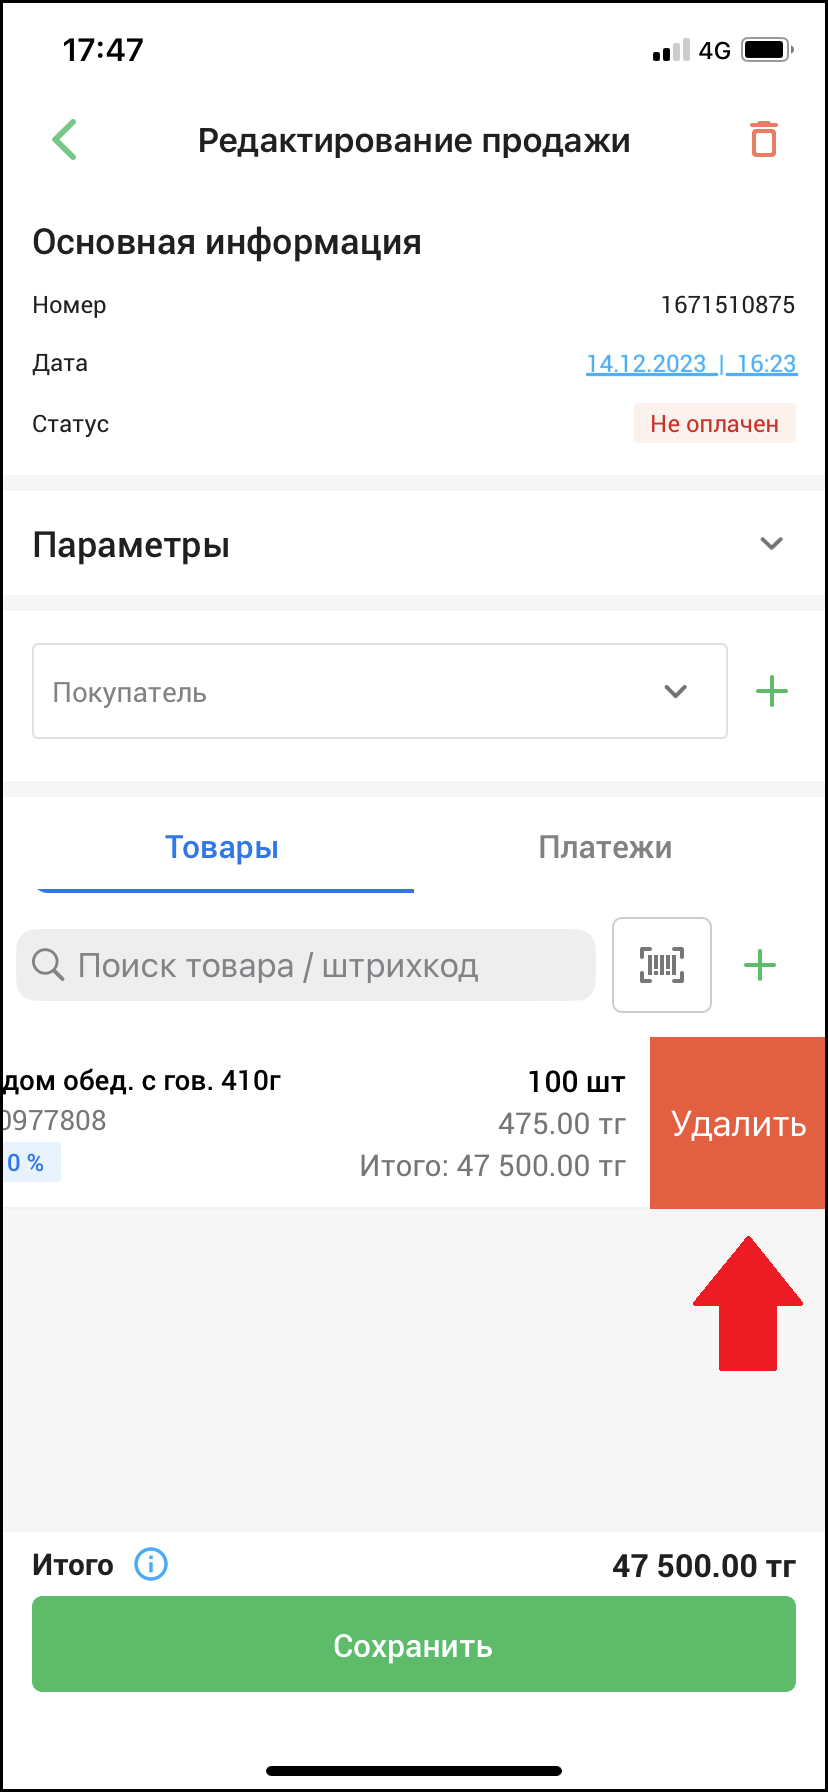 17:47 4G
Редактирование продажи
Основная информация
Номер 1671510875
Дата 14.12.2023 | 16:23
Статус Не оплачен
Параметры
Покупатель
Товары Платежи
Поиск товара / штрихкод
дом обед. с гов. 410г 100 шт
0977808 475.00 тг
0 % Итого: 47 500.00 тг
Удалить
Итого 47 500.00 тг
Сохранить